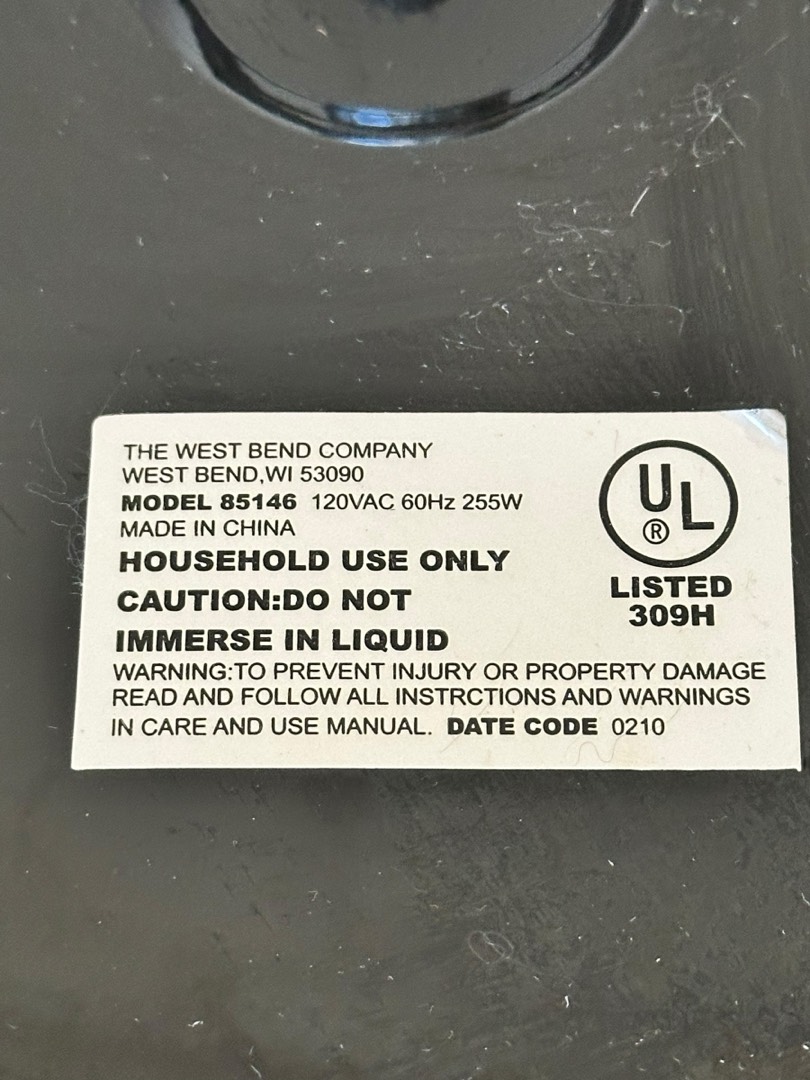 THE WEST BEND COMPANY
WEST BEND,WI 53090
MODEL 85146 120VAC 60Hz 255W
MADE IN CHINA
HOUSEHOLD USE ONLY
CAUTION:DO NOT
IMMERSE IN LIQUID
WARNING:TO PREVENT INJURY OR PROPERTY DAMAGE
READ AND FOLLOW ALL INSTRCTIONS AND WARNINGS
IN CARE AND USE MANUAL. DATE CODE 0210
UL
®
LISTED
309H